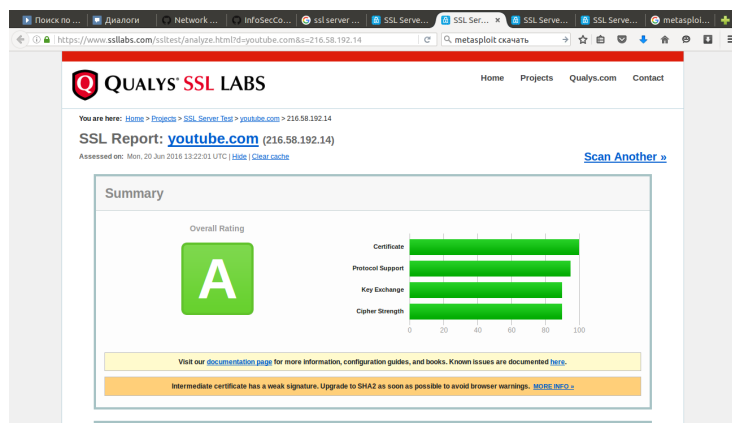 Поиск по ...
Диалоги
Network ...
InfoSecCo...
ssl server ...
SSL Serve...
SSL Ser...
SSL Serve...
SSL Serve...
metasploi...
https://www.ssllabs.com/ssltest/analyze.html?d=youtube.com&s=216.58.192.14
metasploit скачать
QUALYS® SSL LABS
Home Projects Qualys.com Contact
You are here: Home > Projects > SSL Server Test > youtube.com > 216.58.192.14
SSL Report: youtube.com (216.58.192.14)
Assessed on: Mon, 20 Jun 2016 13:22:01 UTC | Hide | Clear cache
Scan Another »
Summary
Overall Rating
A
Certificate
Protocol Support
Key Exchange
Cipher Strength
0 20 40 60 80 100
Visit our documentation page for more information, configuration guides, and books. Known issues are documented here.
Intermediate certificate has a weak signature. Upgrade to SHA2 as soon as possible to avoid browser warnings. MORE INFO »